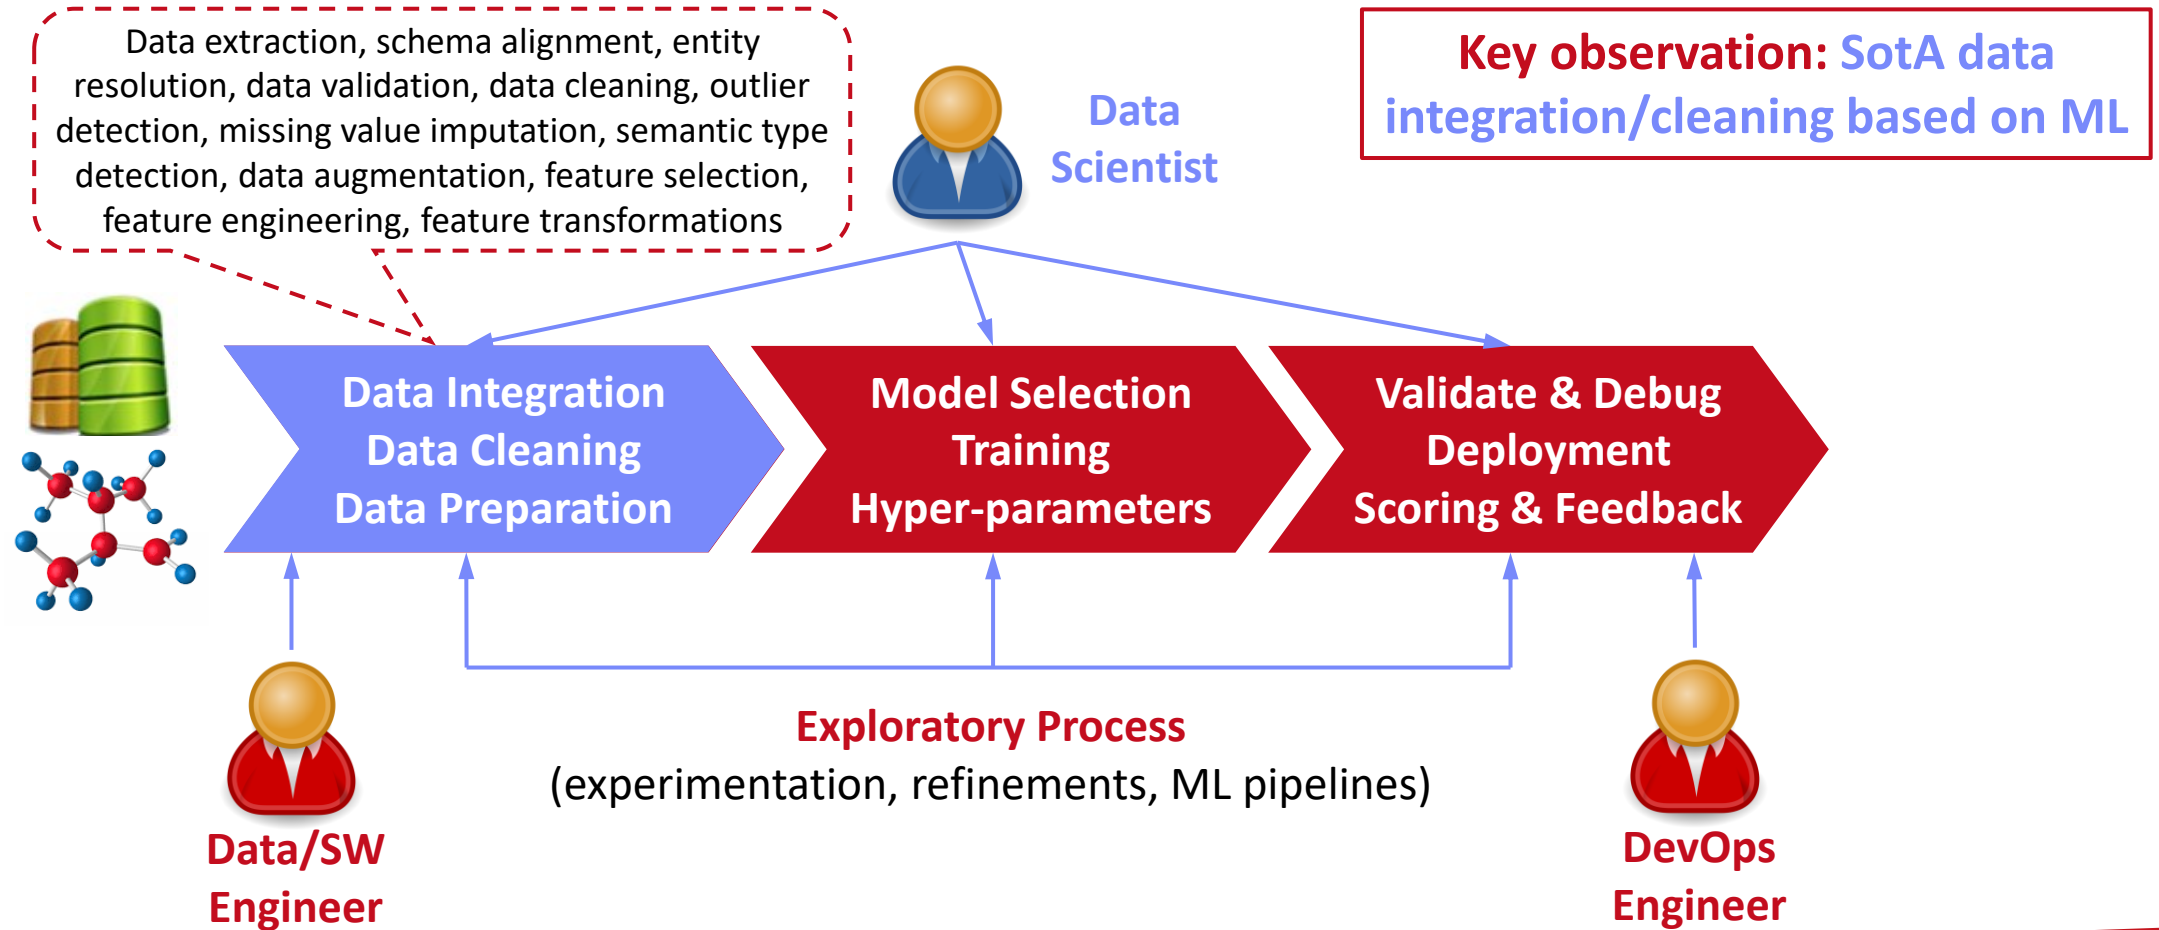 Data extraction, schema alignment, entity
resolution, data validation, data cleaning, outlier
detection, missing value imputation, semantic type
detection, data augmentation, feature selection,
feature engineering, feature transformations
Data
Scientist
Key observation: SotA data
integration/cleaning based on ML
Data Integration
Data Cleaning
Data Preparation
Model Selection
Training
Hyper-parameters
Validate & Debug
Deployment
Scoring & Feedback
Exploratory Process
(experimentation, refinements, ML pipelines)
Data/SW
Engineer
DevOps
Engineer